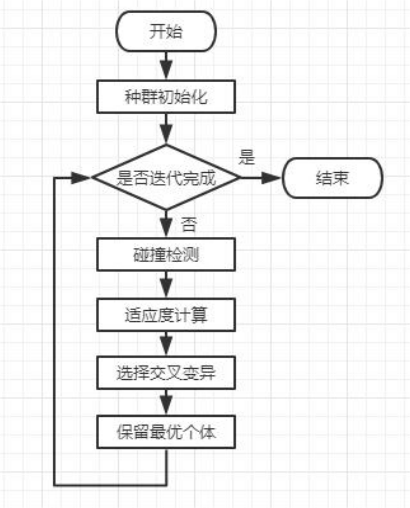 开始
种群初始化
是否迭代完成
是
结束
否
碰撞检测
适应度计算
选择交叉变异
保留最优个体